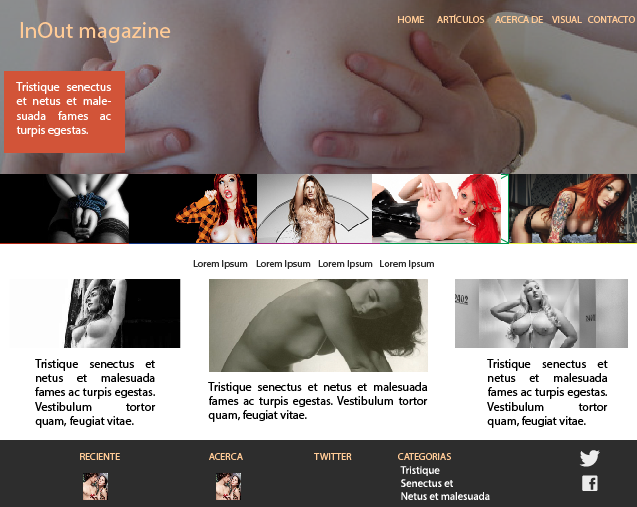 InOut magazine
HOME ARTÍCULOS ACERCA DE VISUAL CONTACTO
Tristique senectus
et netus et male-
suada fames ac
turpis egestas.
Lorem Ipsum Lorem Ipsum Lorem Ipsum Lorem Ipsum
Tristique senectus et
netus et malesuada
fames ac turpis egestas.
Vestibulum tortor
quam, feugiat vitae.
Tristique senectus et netus et malesuada
fames ac turpis egestas. Vestibulum tortor
quam, feugiat vitae.
Tristique senectus et
netus et malesuada
fames ac turpis egestas.
Vestibulum tortor
quam, feugiat vitae.
RECIENTE ACERCA TWITTER CATEGORIAS
Tristique
Senectus et
Netus et malesuada